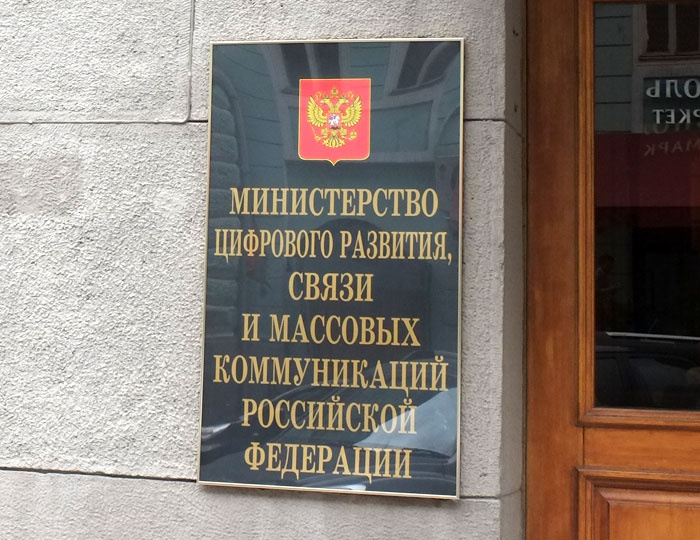 МИНИСТЕРСТВО
ЦИФРОВОГО РАЗВИТИЯ,
СВЯЗИ
И МАССОВЫХ
КОММУНИКАЦИЙ
РОССИЙСКОЙ
ФЕДЕРАЦИИ